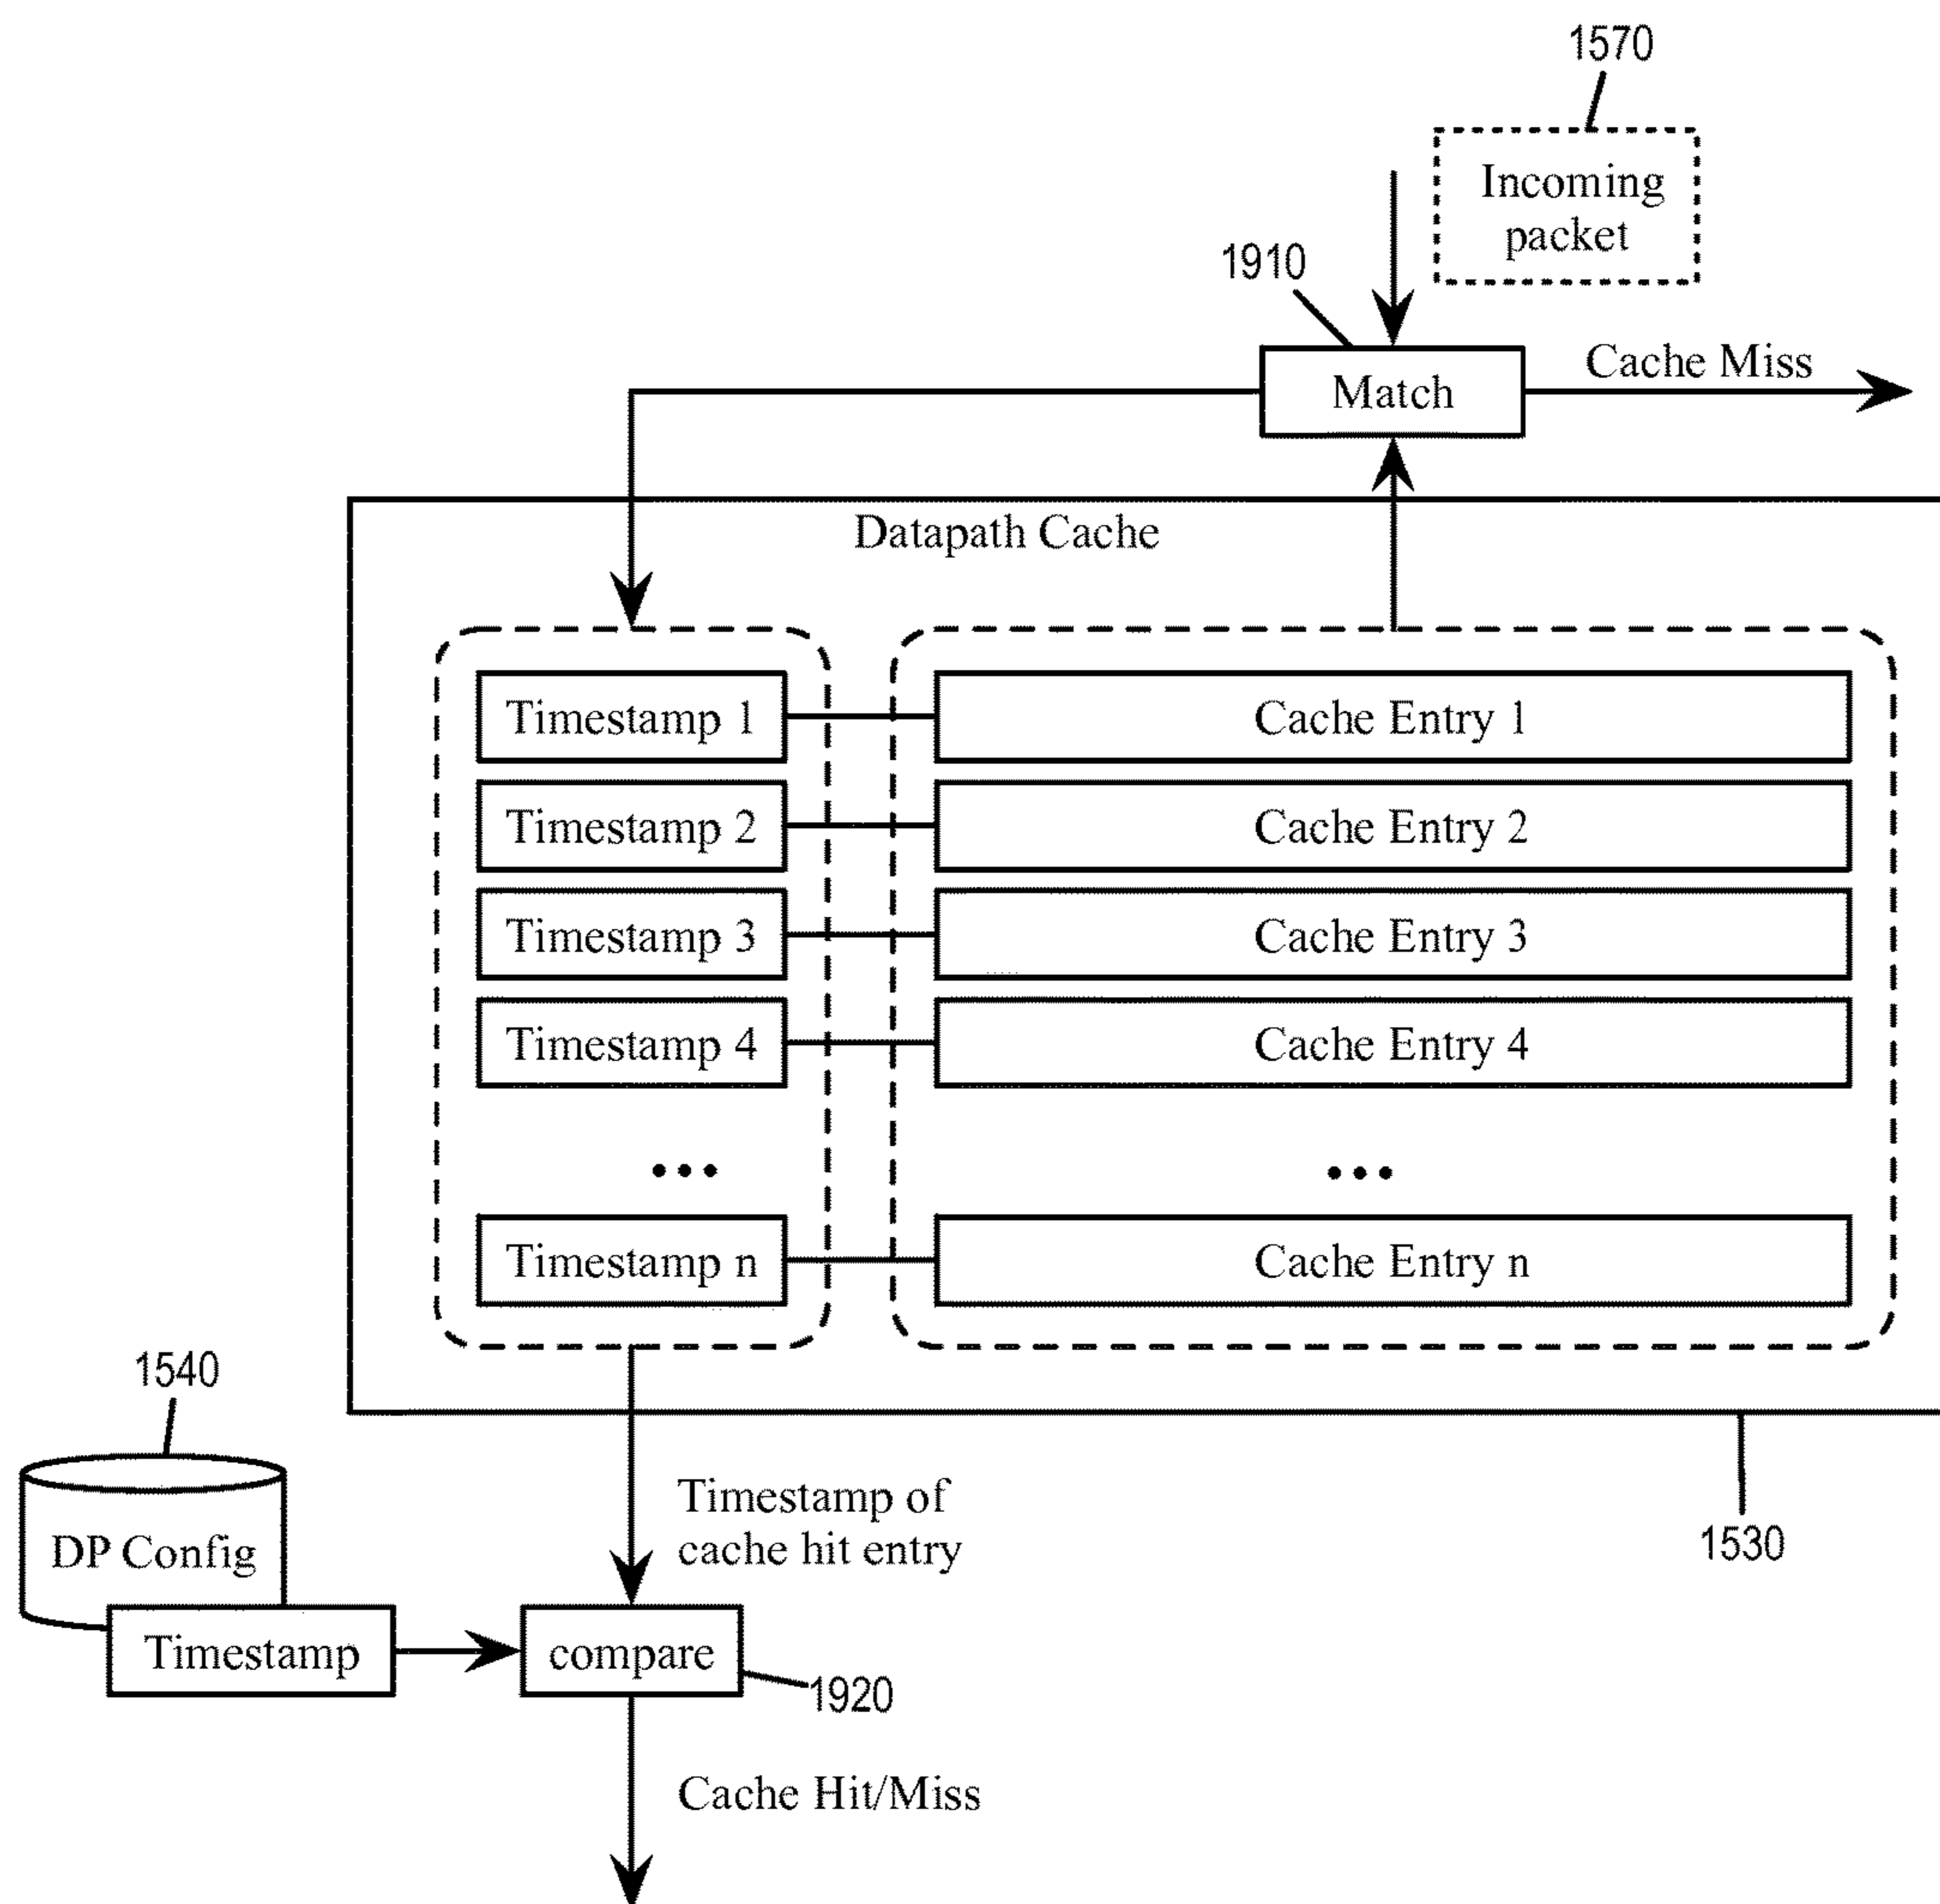 1570
Incoming
packet
1910
Match
Cache Miss
Datapath Cache
Timestamp 1
Cache Entry 1
Timestamp 2
Cache Entry 2
Timestamp 3
Cache Entry 3
Timestamp 4
Cache Entry 4
...
...
Timestamp n
Cache Entry n
1540
DP Config
Timestamp
Timestamp of
cache hit entry
1530
compare
1920
Cache Hit/Miss